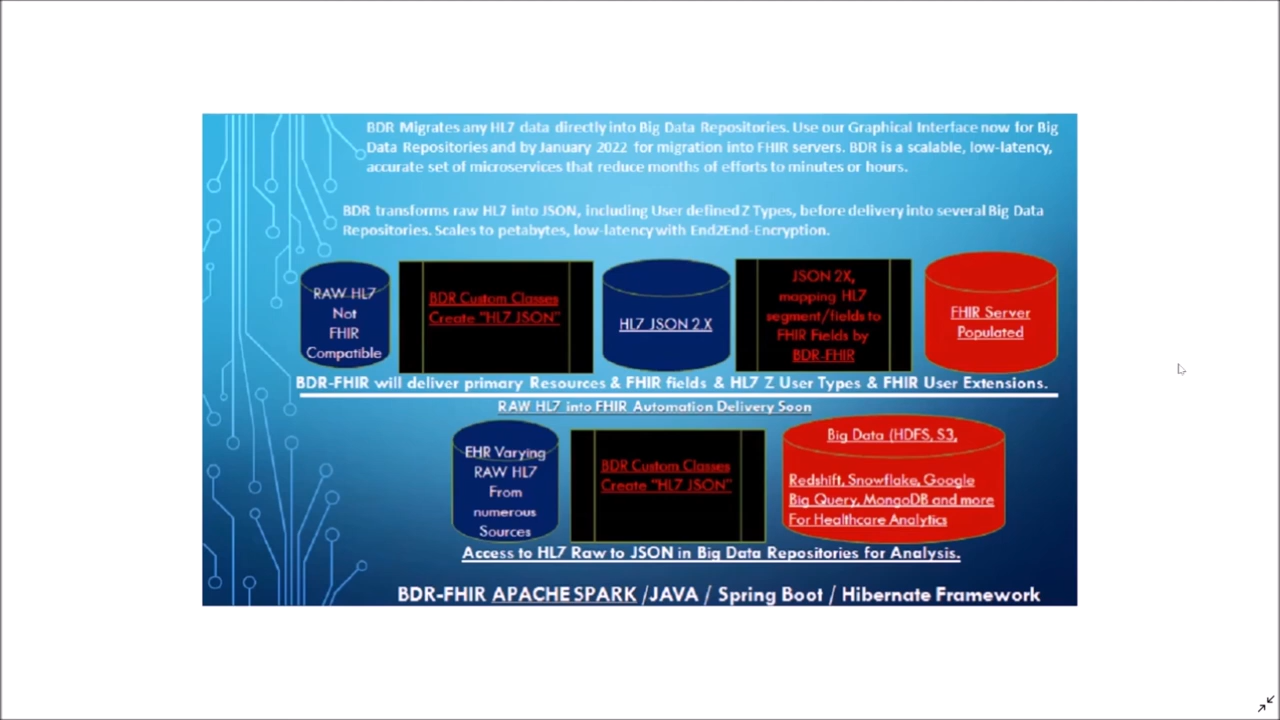 BDR Migrates any HL7 data directly into Big Data Repositories. Use our Graphical Interface now for Big
Data Repositories and by January 2022 for migration into FHIR servers. BDR is a scalable, low-latency,
accurate set of microservices that reduce months of efforts to minutes or hours.
BDR transforms raw HL7 into JSON, including User defined Z Types, before delivery into several Big Data
Repositories. Scales to petabytes, low-latency with End2End-Encryption.
RAW HL7
Not
FHIR
Compatible
BDR Custom Classes
Create "HL7 JSON"
HL7 JSON 2.X
JSON 2X,
mapping HL7
segment/fields to
FHIR Fields by
BDR-FHIR
FHIR Server
Populated
BDR-FHIR will deliver primary Resources & FHIR fields & HL7 Z User Types & FHIR User Extensions.
RAW HL7 into FHIR Automation Delivery Soon
EHR Varying
RAW HL7
From
numerous
Sources
BDR Custom Classes
Create "HL7 JSON"
Big Data (HDFS, S3,
Redshift, Snowflake, Google
Big Query, MongoDB and more
For Healthcare Analytics
Access to HL7 Raw to JSON in Big Data Repositories for Analysis.
BDR-FHIR APACHE SPARK /JAVA / Spring Boot / Hibernate Framework